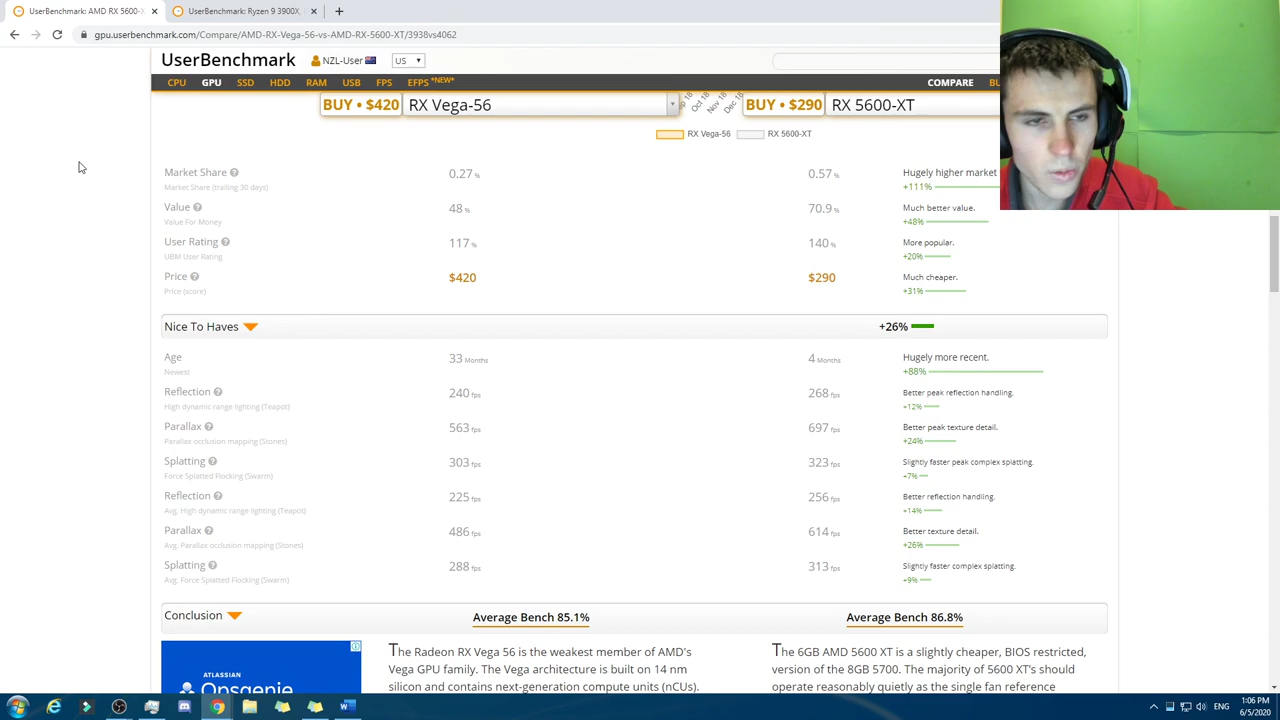 UserBenchmark: AMD RX 5600-X
UserBenchmark: Ryzen 9 3900X,
gpu.userbenchmark.com/Compare/AMD-RX-Vega-56-vs-AMD-RX-5600-XT/3938vs4062
UserBenchmark NZL-User US
CPU GPU SSD HDD RAM USB FPS EFPS *NEW* COMPARE BU
BUY • $420 RX Vega-56 Oct 18 Nov 18 Dec 18 BUY • $290 RX 5600-XT
RX Vega-56 RX 5600-XT
Market Share 0.27 % 0.57 % Hugely higher market
Market Share (trailing 30 days) +111%
Value 48 % 70.9 % Much better value.
Value For Money +48%
User Rating 117 % 140 % More popular.
UBM User Rating +20%
Price $420 $290 Much cheaper.
Price (score) +31%
Nice To Haves +26%
Age 33 Months 4 Months Hugely more recent.
Newest +88%
Reflection 240 fps 268 fps Better peak reflection handling.
High dynamic range lighting (Teapot) +12%
Parallax 563 fps 697 fps Better peak texture detail.
Parallax occlusion mapping (Stones) +24%
Splatting 303 fps 323 fps Slightly faster peak complex splatting.
Force Splatted Flocking (Swarm) +7%
Reflection 225 fps 256 fps Better reflection handling.
Avg. High dynamic range lighting (Teapot) +14%
Parallax 486 fps 614 fps Better texture detail.
Avg. Parallax occlusion mapping (Stones) +26%
Splatting 288 fps 313 fps Slightly faster complex splatting.
Avg. Force Splatted Flocking (Swarm) +9%
Conclusion Average Bench 85.1% Average Bench 86.8%
ATLASSIAN
Opsgenie
The Radeon RX Vega 56 is the weakest member of AMD's
Vega GPU family. The Vega architecture is built on 14 nm
silicon and contains next-generation compute units (nCUs).
The 6GB AMD 5600 XT is a slightly cheaper, BIOS restricted,
version of the 8GB 5700. The majority of 5600 XT's should
operate reasonably quietly as the single fan reference
ENG 1:06 PM
6/5/2020